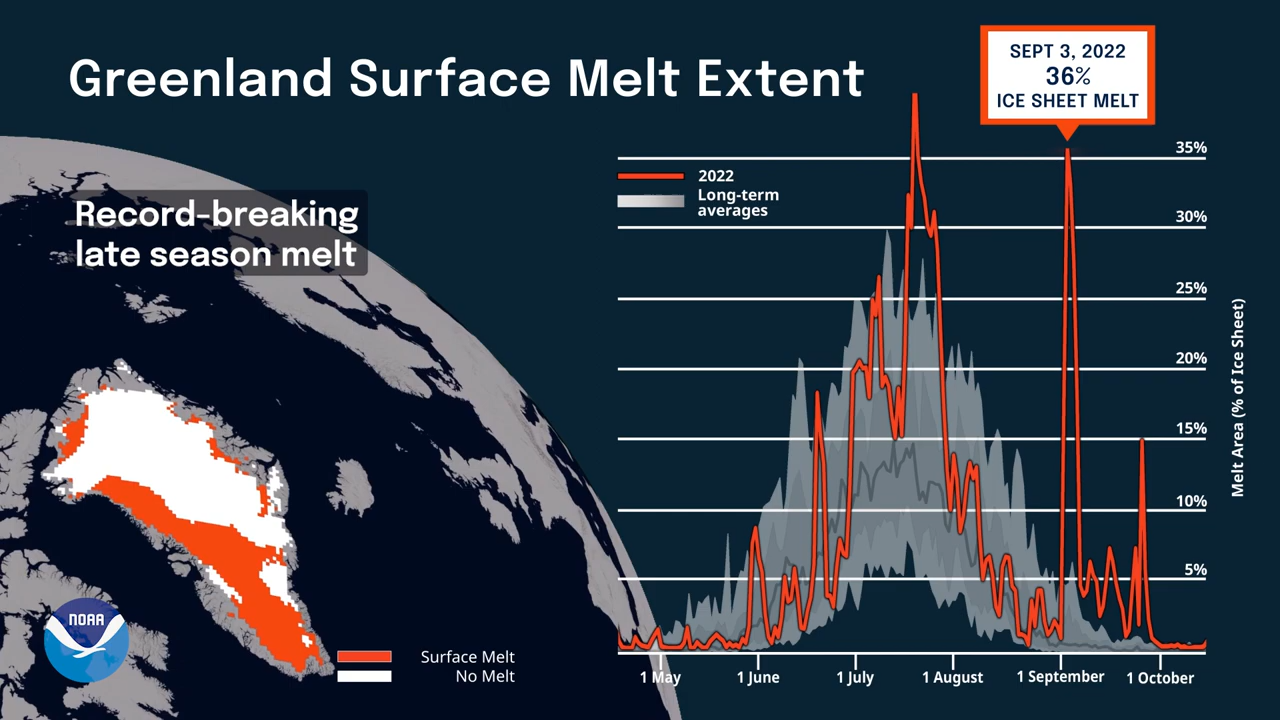 Greenland Surface Melt Extent
SEPT 3, 2022
36%
ICE SHEET MELT
Record-breaking
late season melt
2022
Long-term
averages
35%
30%
25%
20%
15%
10%
5%
Melt Area (% of Ice Sheet)
1 May
1 June
1 July
1 August
1 September
1 October
Surface Melt
No Melt
NOAA